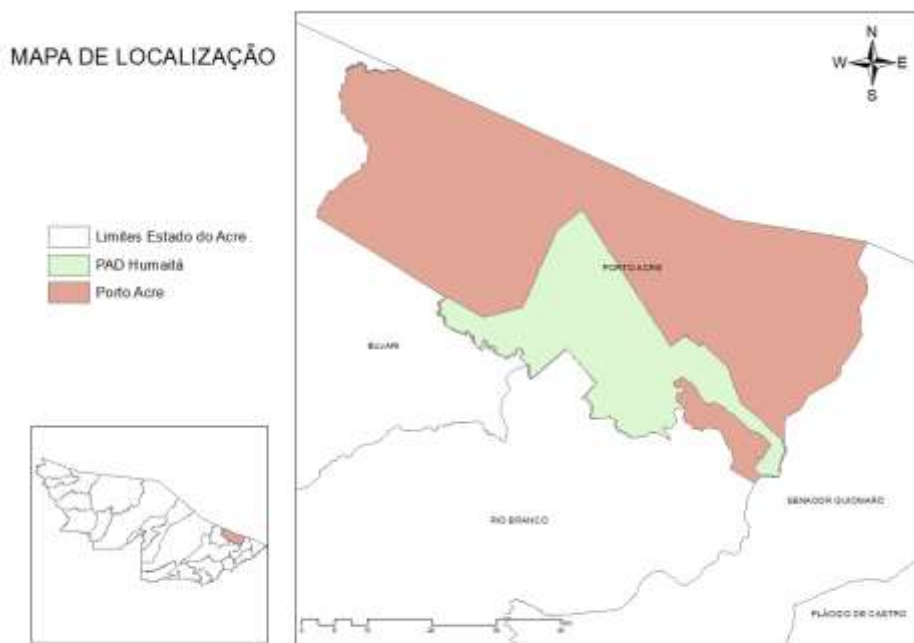 MAPA DE LOCALIZAÇÃO
Limites Estado do Acre
PAD Humaitá
Porto Acre
N
W
E
S
PORTO ACRE
BUJARI
RIO BRANCO
SENADOR GUIOMARD
PLÁCIDO DE CASTRO